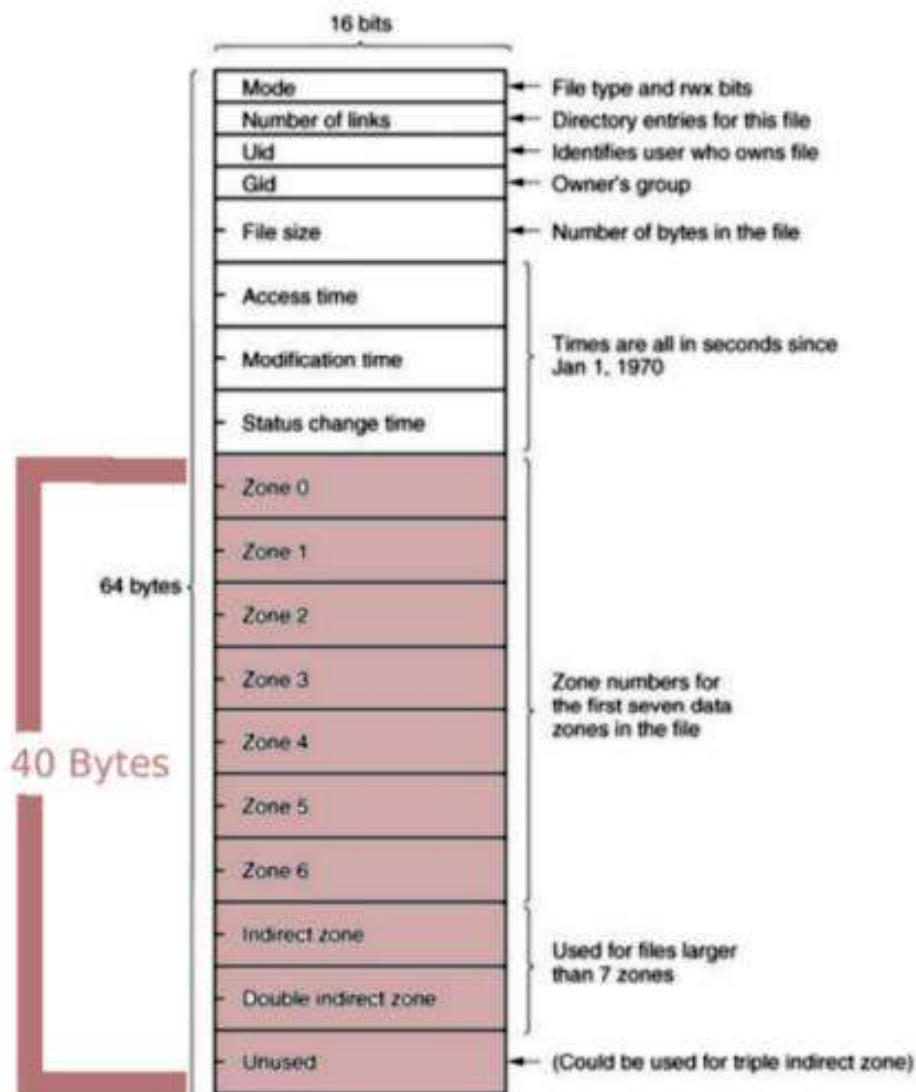 16 bits
Mode
File type and rwx bits
Number of links
Directory entries for this file
Uid
Identifies user who owns file
Gid
Owner's group
File size
Number of bytes in the file
Access time
Modification time
Times are all in seconds since
Jan 1, 1970
Status change time
Zone 0
Zone 1
64 bytes
Zone 2
Zone 3
Zone numbers for
the first seven data
zones in the file
Zone 4
40 Bytes
Zone 5
Zone 6
Indirect zone
Used for files larger
than 7 zones
Double indirect zone
Unused
(Could be used for triple indirect zone)